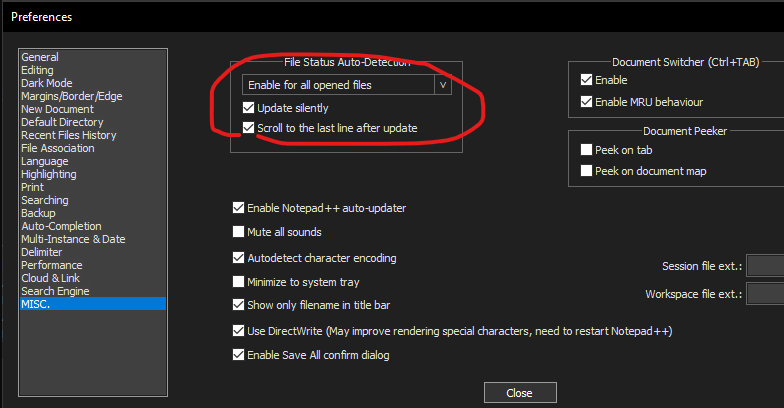 Preferences
General
Editing
Dark Mode
Margins/Border/Edge
New Document
Default Directory
Recent Files History
File Association
Language
Highlighting
Print
Searching
Backup
Auto-Completion
Multi-Instance & Date
Delimiter
Performance
Cloud & Link
Search Engine
MISC.
File Status Auto-Detection
Enable for all opened files
Update silently
Scroll to the last line after update
Document Switcher (Ctrl+TAB)
Enable
Enable MRU behaviour
Document Peeker
Peek on tab
Peek on document map
Enable Notepad++ auto-updater
Mute all sounds
Autodetect character encoding
Minimize to system tray
Show only filename in title bar
Use DirectWrite (May improve rendering special characters, need to restart Notepad++)
Enable Save All confirm dialog
Session file ext.:
Workspace file ext.:
Close